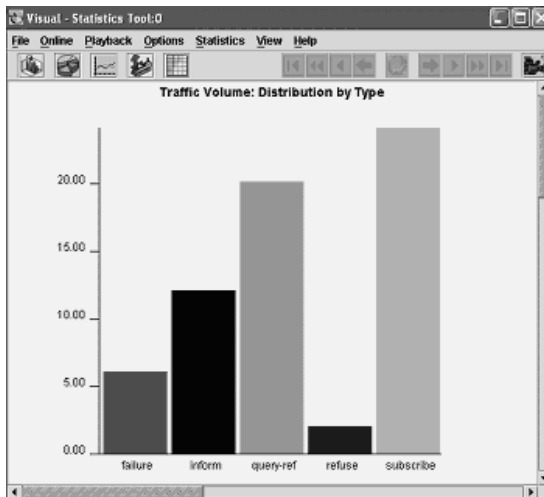 Visual - Statistics Tool:0
File Online Playback Options Statistics View Help
Traffic Volume: Distribution by Type
20.00
15.00
10.00
5.00
0.00
failure inform query-ref refuse subscribe